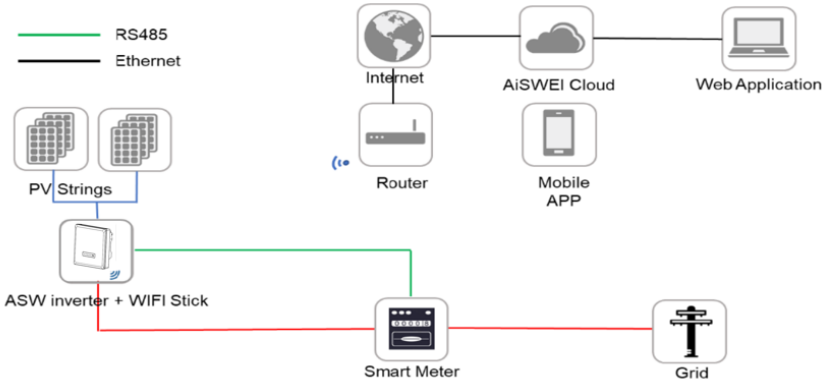 RS485
Ethernet
Internet
AiSWEI Cloud
Web Application
PV Strings
Router
Mobile
APP
ASW inverter + WIFI Stick
Smart Meter
Grid